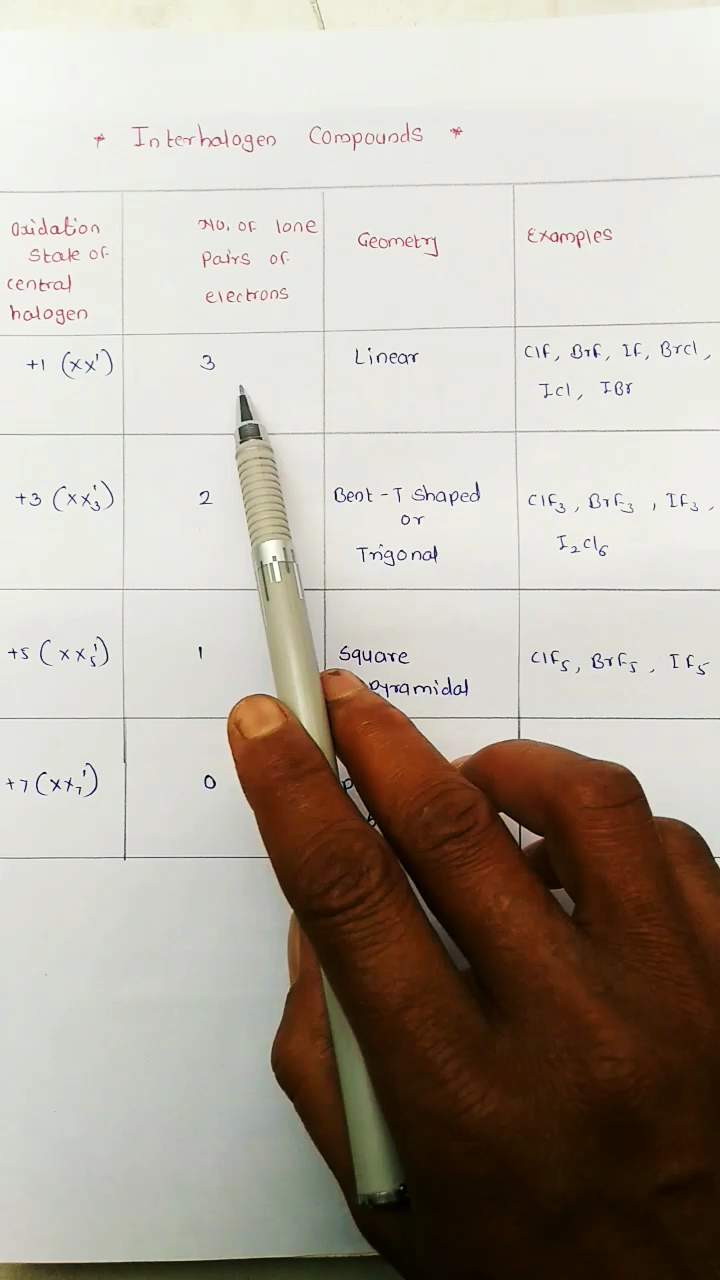 * Interhalogen Compounds *
Oxidation
State of
central
halogen
No. of lone
Pairs of
electrons
Geometry
Examples
+1 (XX')
3
Linear
ClF, BrF, IF, BrCl,
ICl, IBr
+3 (XX'₃)
2
Bent - T Shaped
or
Trigonal
ClF₃, BrF₃, IF₃,
I₂Cl₆
+5 (XX'₅)
1
Square
pyramidal
ClF₅, BrF₅, IF₅
+7 (XX'₇)
0